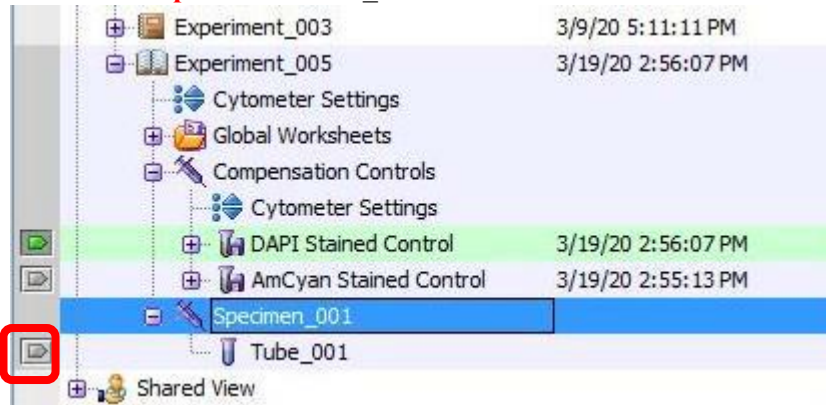 Experiment_003 3/9/20 5:11:11 PM
Experiment_005 3/19/20 2:56:07 PM
Cytometer Settings
Global Worksheets
Compensation Controls
Cytometer Settings
DAPI Stained Control 3/19/20 2:56:07 PM
AmCyan Stained Control 3/19/20 2:55:13 PM
Specimen_001
Tube_001
Shared View